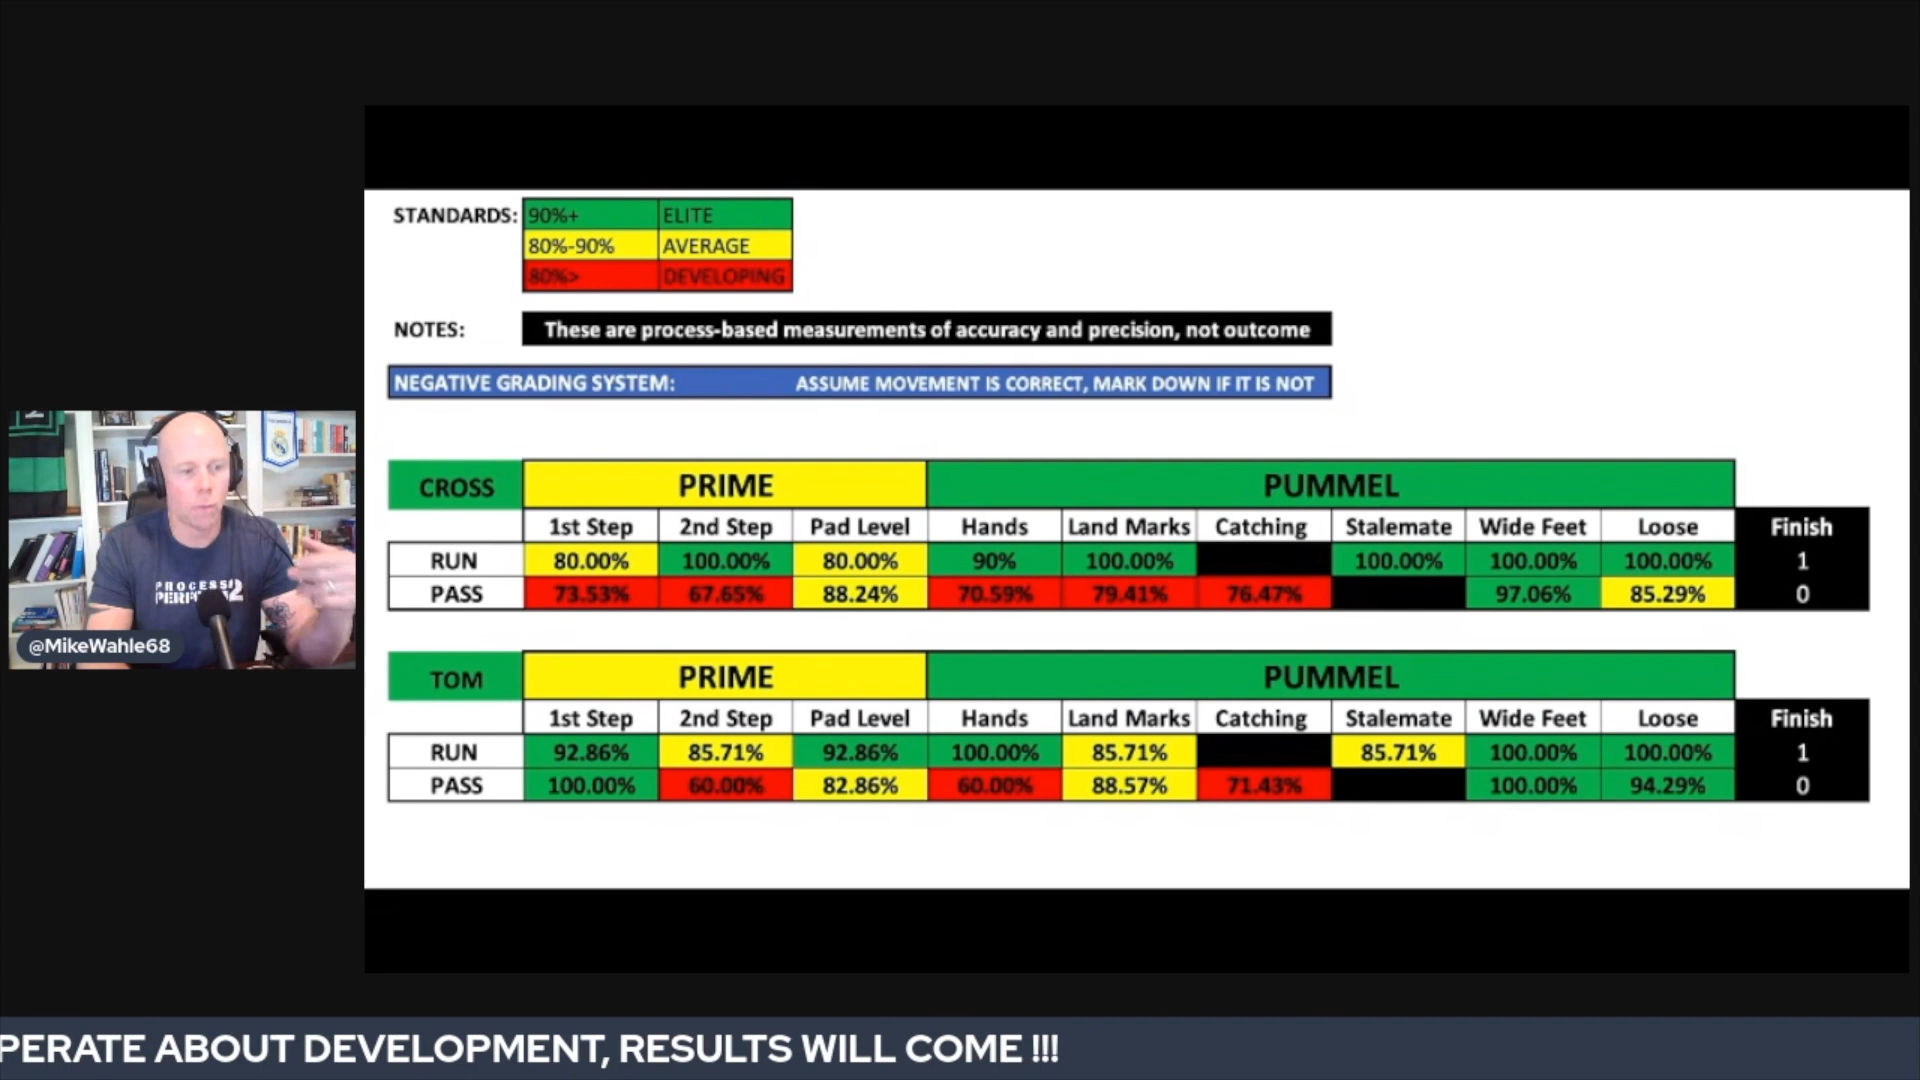 STANDARDS: 90%+ ELITE
80%-90% AVERAGE
80%> DEVELOPING
NOTES: These are process-based measurements of accuracy and precision, not outcome
NEGATIVE GRADING SYSTEM: ASSUME MOVEMENT IS CORRECT, MARK DOWN IF IT IS NOT
CROSS PRIME PUMMEL
1st Step 2nd Step Pad Level Hands Land Marks Catching Stalemate Wide Feet Loose Finish
RUN 80.00% 100.00% 80.00% 90% 100.00% 100.00% 100.00% 100.00% 1
PASS 73.53% 67.65% 88.24% 70.59% 79.41% 76.47% 97.06% 85.29% 0
TOM PRIME PUMMEL
1st Step 2nd Step Pad Level Hands Land Marks Catching Stalemate Wide Feet Loose Finish
RUN 92.86% 85.71% 92.86% 100.00% 85.71% 85.71% 100.00% 100.00% 1
PASS 100.00% 60.00% 82.86% 60.00% 88.57% 71.43% 100.00% 94.29% 0
PROCESS
2
@MikeWahle68
PERATE ABOUT DEVELOPMENT, RESULTS WILL COME !!!